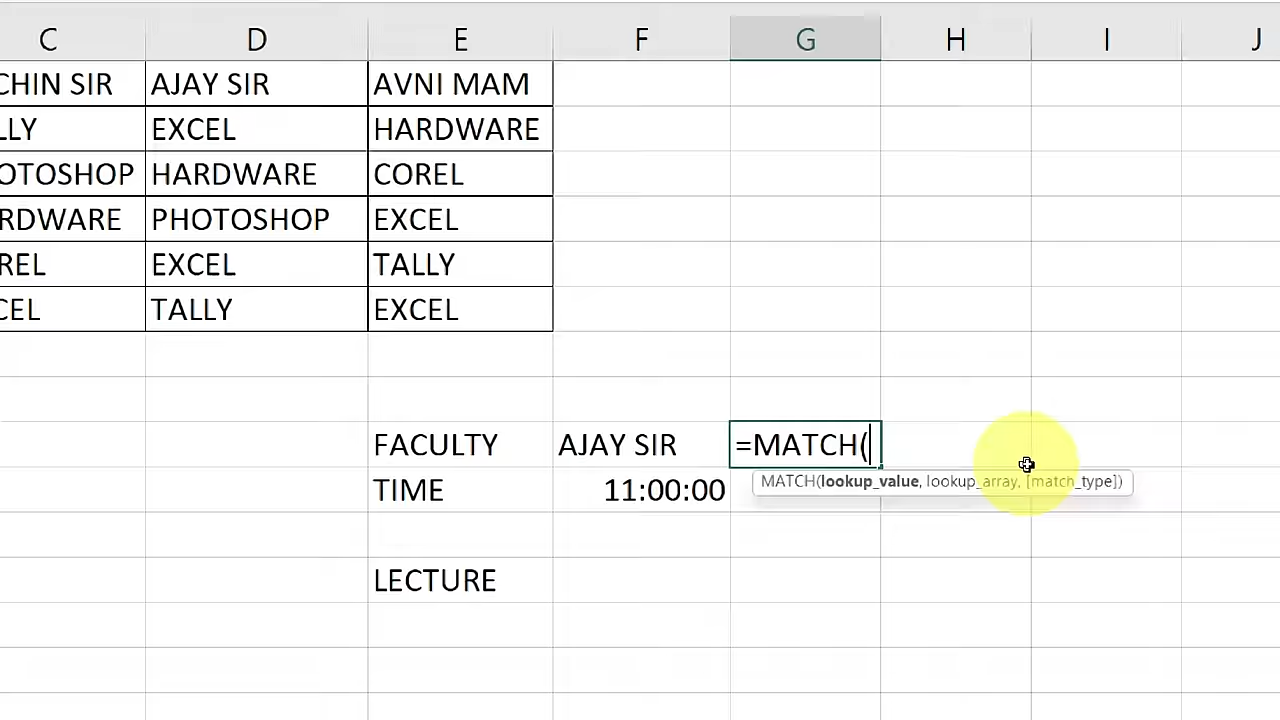 C D E F G H I J
CHIN SIR AJAY SIR AVNI MAM
LLY EXCEL HARDWARE
OTOSHOP HARDWARE COREL
RDWARE PHOTOSHOP EXCEL
REL EXCEL TALLY
CEL TALLY EXCEL
FACULTY AJAY SIR =MATCH(
MATCH(lookup_value, lookup_array, [match_type])
TIME 11:00:00
LECTURE